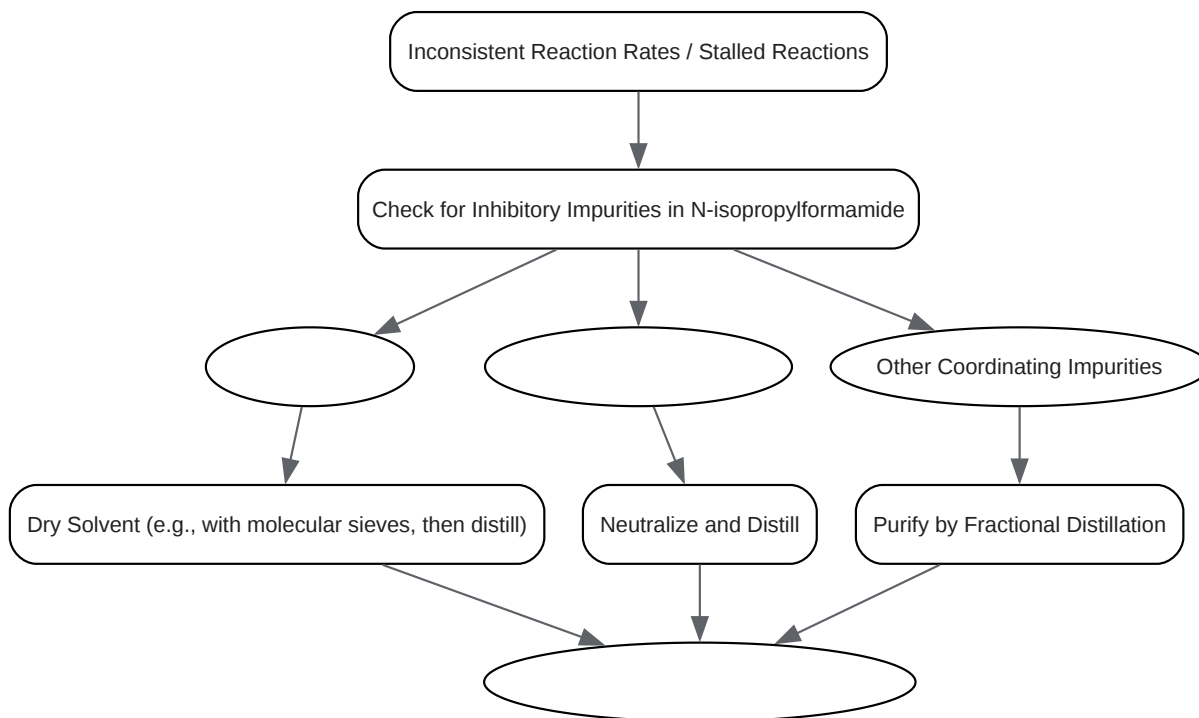 Inconsistent Reaction Rates / Stalled Reactions
Check for Inhibitory Impurities in N-isopropylformamide
Other Coordinating Impurities
Dry Solvent (e.g., with molecular sieves, then distill)
Neutralize and Distill
Purify by Fractional Distillation